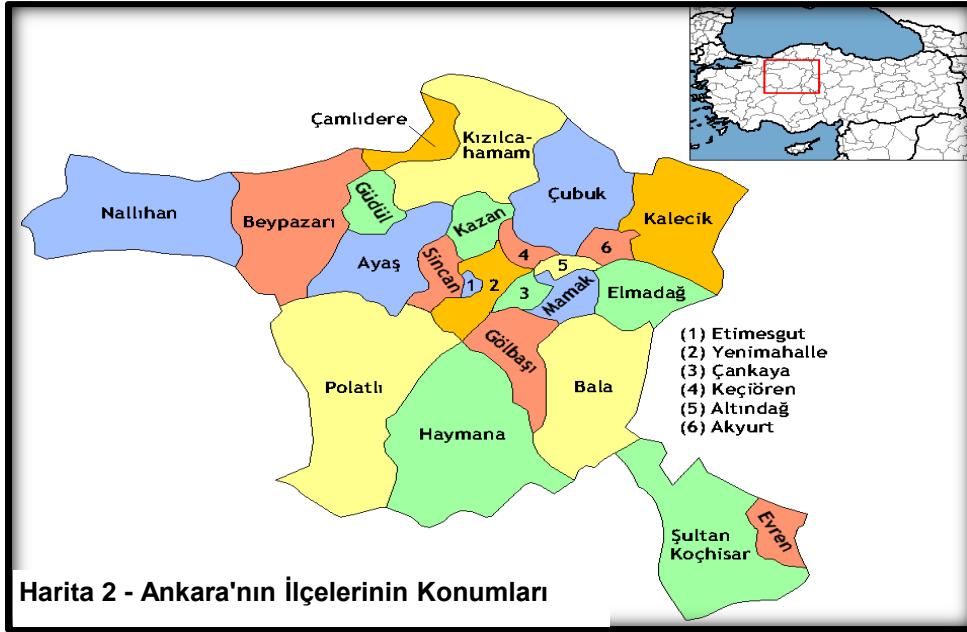 Çamlıdere
Kızılca-
hamam
Nallıhan
Beypazarı
Güdül
Çubuk
Kalecik
Kazan
Ayaş
Sincan
1
2
3
4
5
6
Mamak
Elmadağ
Gölbaşı
Polatlı
Bala
Haymana
(1) Etimesgut
(2) Yenimahalle
(3) Çankaya
(4) Keçiören
(5) Altındağ
(6) Akyurt
Şultan
Koçhisar
Evren
Harita 2 - Ankara'nın İlçelerinin Konumları